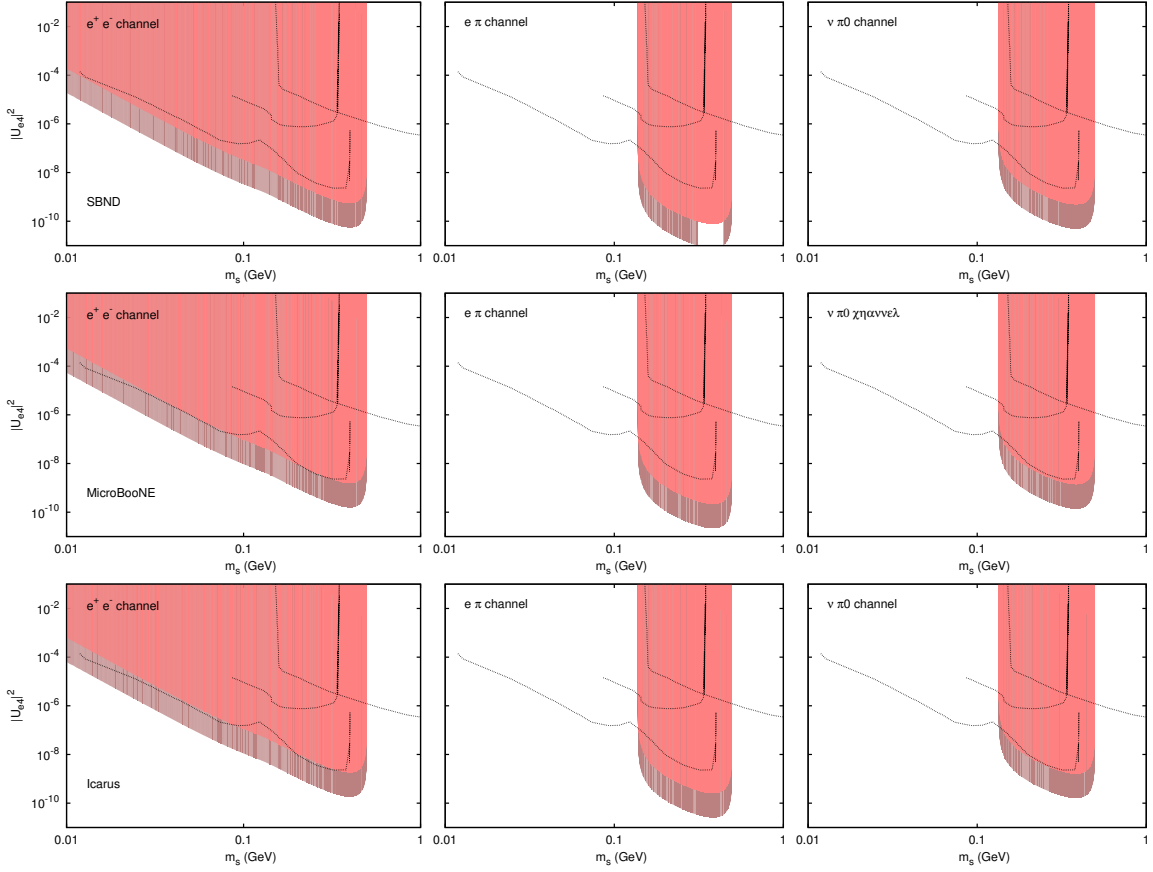 e+ e- channel
e π channel
ν π0 channel
10^-2
10^-4
10^-6
10^-8
10^-10
|U_e4|^2
SBND
0.01 0.1 1
0.01 0.1 1
0.01 0.1 1
m_s (GeV)
m_s (GeV)
m_s (GeV)
e+ e- channel
e π channel
ν π0 χηαννελ
10^-2
10^-4
10^-6
10^-8
10^-10
|U_e4|^2
MicroBooNE
0.01 0.1 1
0.01 0.1 1
0.01 0.1 1
m_s (GeV)
m_s (GeV)
m_s (GeV)
e+ e- channel
e π channel
ν π0 channel
10^-2
10^-4
10^-6
10^-8
10^-10
|U_e4|^2
Icarus
0.01 0.1 1
0.01 0.1 1
0.01 0.1 1
m_s (GeV)
m_s (GeV)
m_s (GeV)